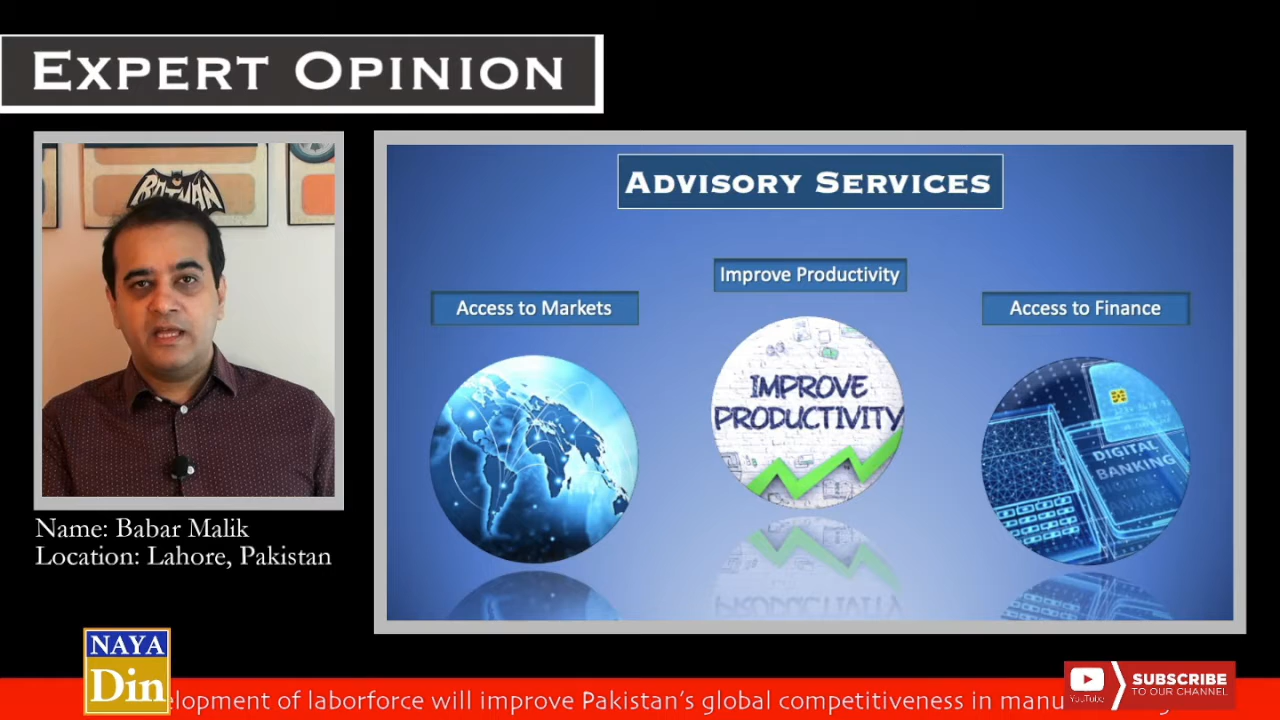 EXPERT OPINION
BATMAN
ADVISORY SERVICES
Improve Productivity
Access to Markets
Access to Finance
IMPROVE
PRODUCTIVITY
DIGITAL
BANKING
Name: Babar Malik
Location: Lahore, Pakistan
NAYA
Din
elopment of laborforce will improve Pakistan's global competitiveness in manu
YouTube
SUBSCRIBE
TO OUR CHANNEL